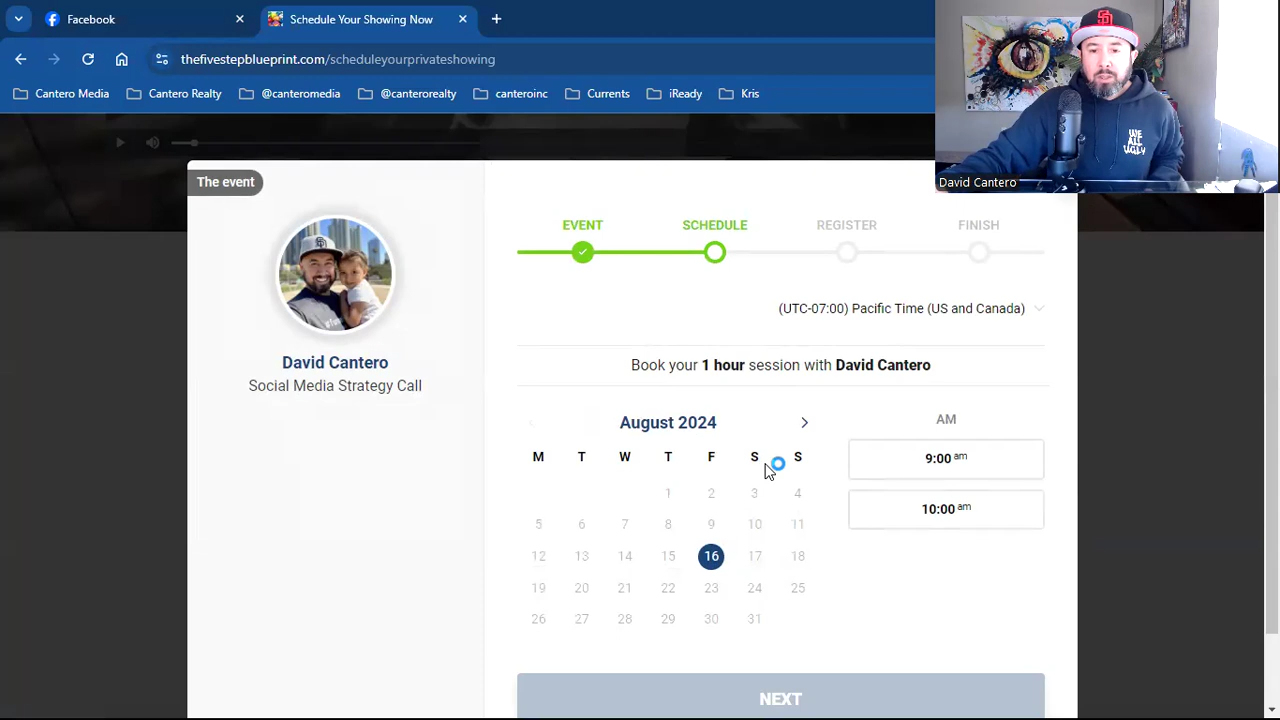 Facebook
Schedule Your Showing Now
thefivestepblueprint.com/scheduleyourprivateshowing
Cantero Media
Cantero Realty
@canteromedia
@canterorealty
canteroinc
Currents
iReady
Kris
WE
ALL
UGLY
David Cantero
The event
David Cantero
Social Media Strategy Call
EVENT SCHEDULE REGISTER FINISH
(UTC-07:00) Pacific Time (US and Canada)
Book your 1 hour session with David Cantero
August 2024
M T W T F S S
1 2 3 4
5 6 7 8 9 10 11
12 13 14 15 16 17 18
19 20 21 22 23 24 25
26 27 28 29 30 31
AM
9:00 am
10:00 am
NEXT